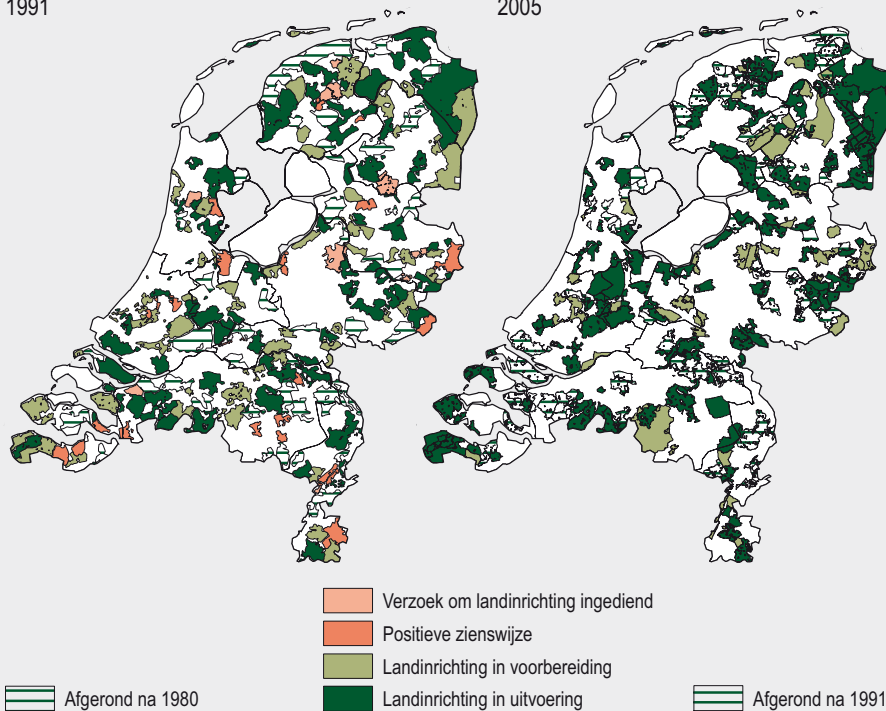 1991
2005
Verzoek om landinrichting ingediend
Positieve zienswijze
Landinrichting in voorbereiding
Landinrichting in uitvoering
Afgerond na 1980
Afgerond na 1991